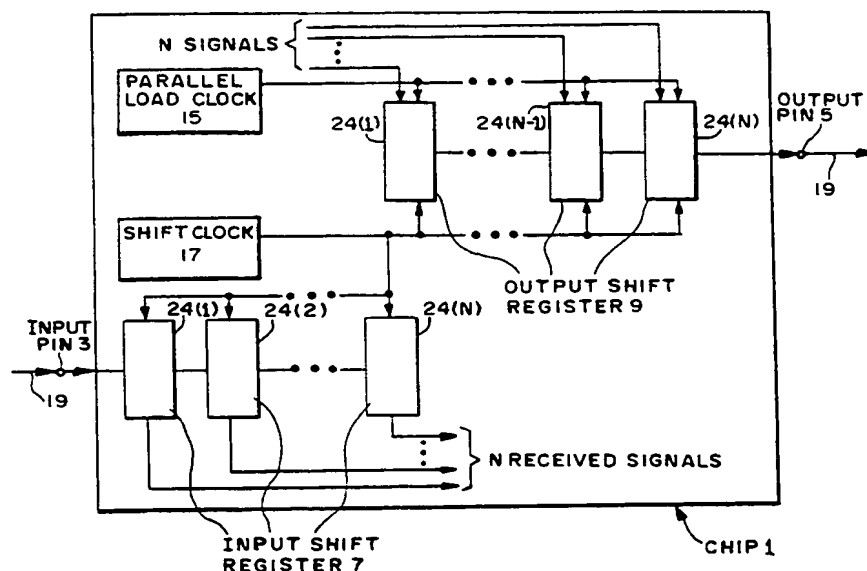 N SIGNALS
PARALLEL
LOAD CLOCK
15
24(1)
24(N-1)
24(N)
OUTPUT
PIN 5
19
SHIFT CLOCK
17
OUTPUT SHIFT
REGISTER 9
INPUT
PIN 3
19
24(1)
24(2)
24(N)
N RECEIVED SIGNALS
INPUT SHIFT
REGISTER 7
CHIP 1